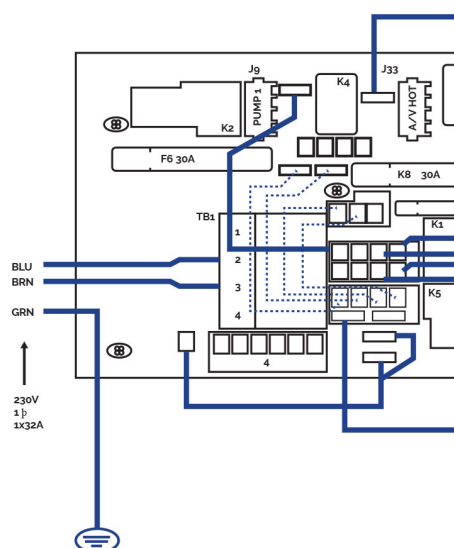 J9
J33
K4
PUMP 1
A/V HOT
K2
F6 30A
K8 30A
TB1
1
K1
2
BLU
BRN
3
K5
GRN
4
4
230V
1 þ
1x32A